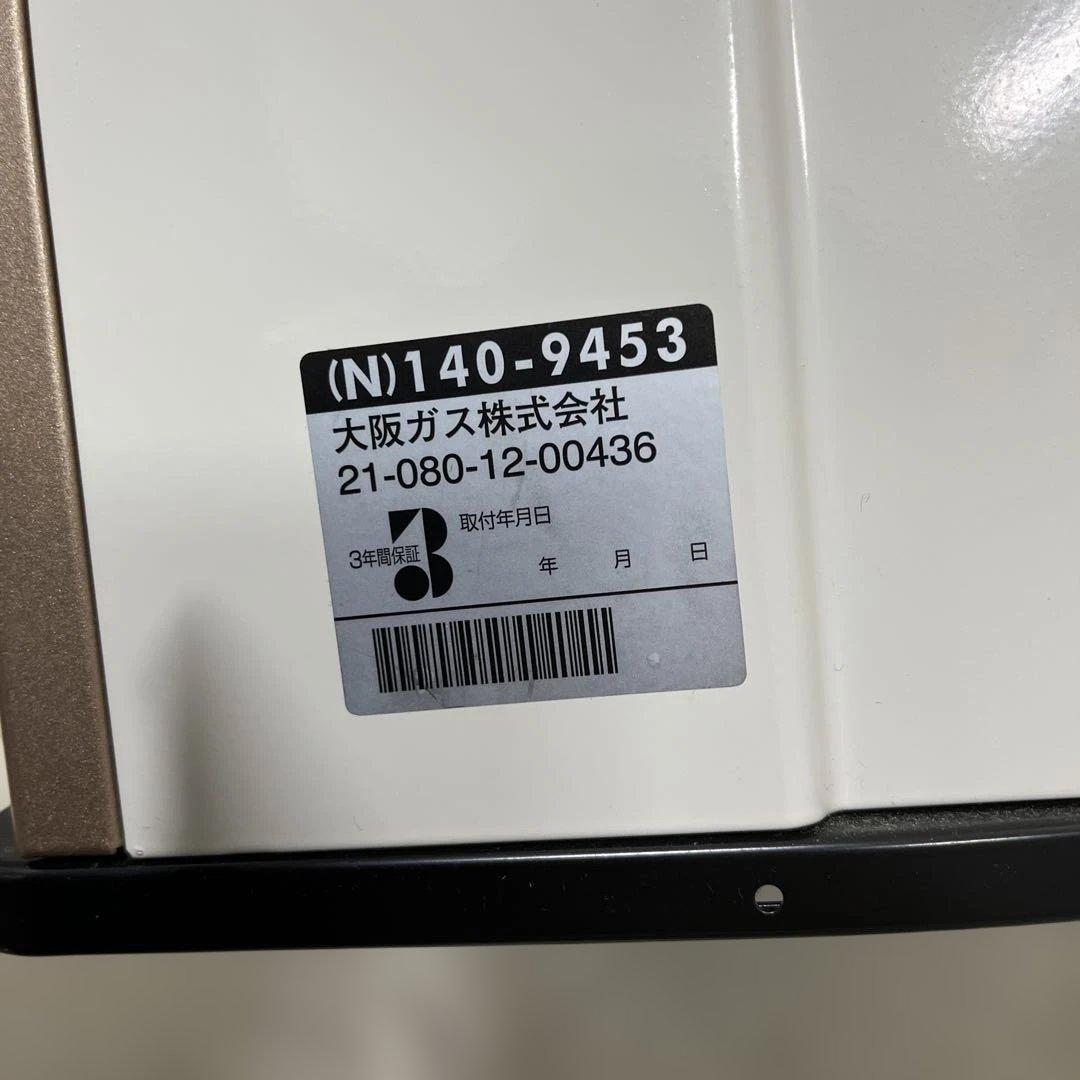 (N)140-9453
大阪ガス株式会社
21-080-12-00436
3年間保証
3
取付年月日
年 月 日